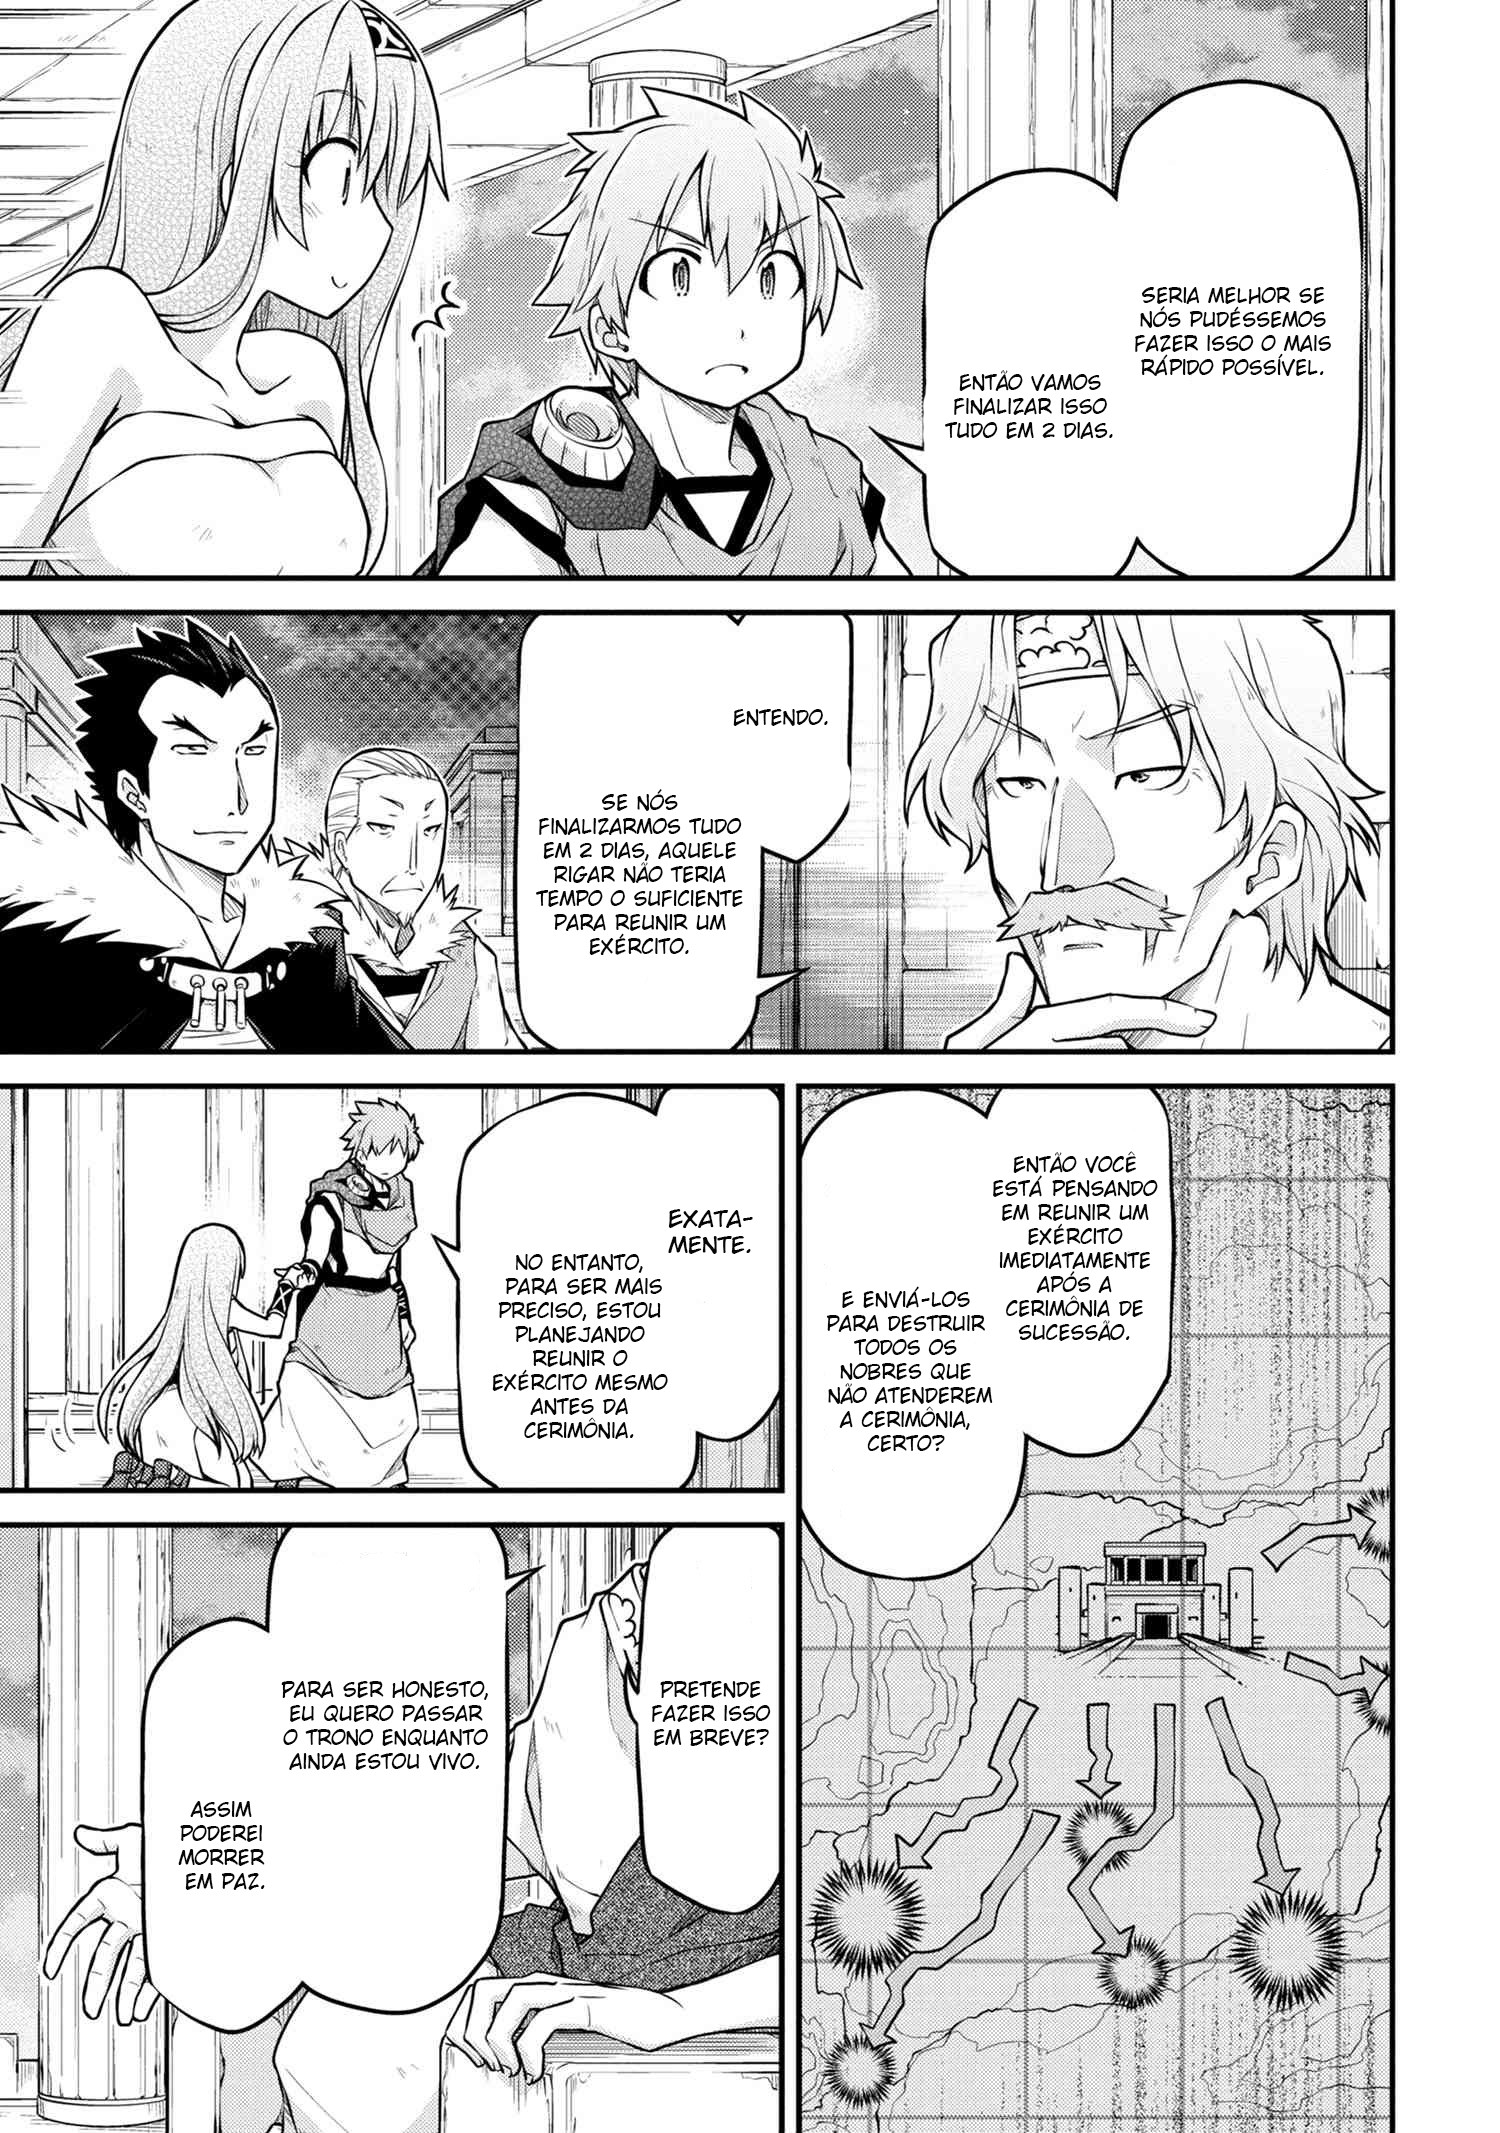 SERIA MELHOR SE
NÓS PUDÉSSEMOS
FAZER ISSO O MAIS
RÁPIDO POSSÍVEL.
ENTÃO VAMOS
FINALIZAR ISSO
TUDO EM 2 DIAS.
ENTENDO.
SE NÓS
FINALIZARMOS TUDO
EM 2 DIAS, AQUELE
RIGAR NÃO TERIA
TEMPO O SUFICIENTE
PARA REUNIR UM
EXÉRCITO.
ENTÃO VOCÊ
ESTÁ PENSANDO
EM REUNIR UM
EXÉRCITO
IMEDIATAMENTE
APÓS A
CERIMÔNIA DE
SUCESSÃO.
E ENVIÁ-LOS
PARA DESTRUIR
TODOS OS
NOBRES QUE
NÃO ATENDEREM
A CERIMÔNIA,
CERTO?
EXATA-
MENTE.
NO ENTANTO,
PARA SER MAIS
PRECISO, ESTOU
PLANEJANDO
REUNIR O
EXÉRCITO MESMO
ANTES DA
CERIMÔNIA.
PRETENDE
FAZER ISSO
EM BREVE?
PARA SER HONESTO,
EU QUERO PASSAR
O TRONO ENQUANTO
AINDA ESTOU VIVO.
ASSIM
PODEREI
MORRER
EM PAZ.